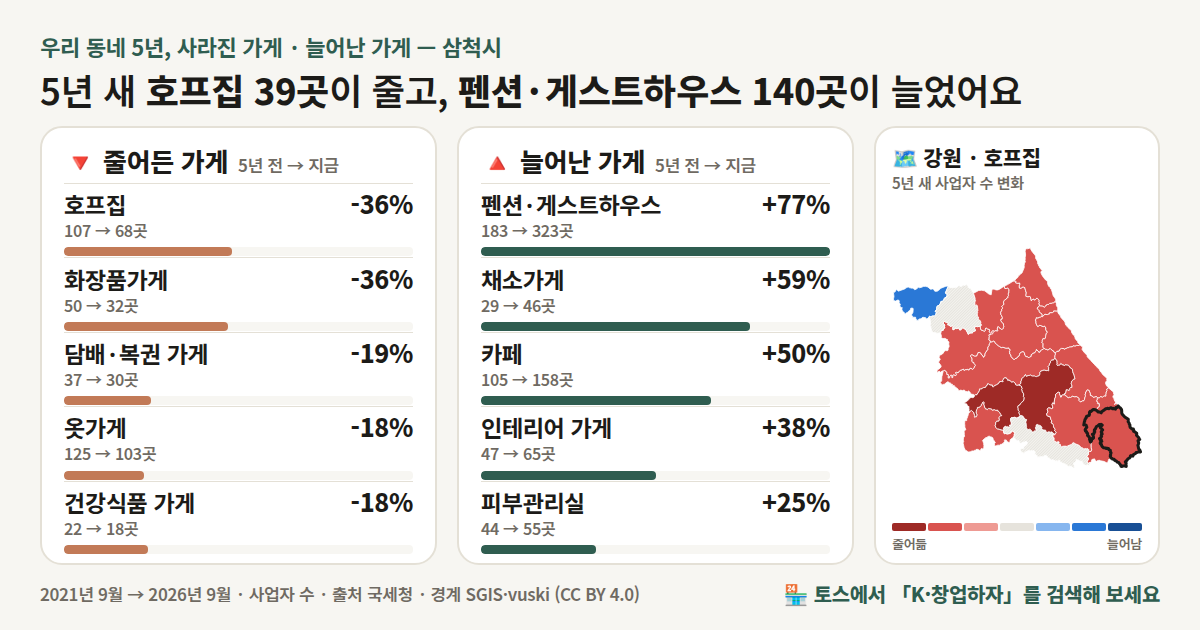 우리 동네 5년, 사라진 가게 · 늘어난 가게 — 삼척시
5년 새 호프집 39곳이 줄고, 펜션·게스트하우스 140곳이 늘었어요
🔻 줄어든 가게 5년 전 → 지금
호프집 -36%
107 → 68곳
화장품가게 -36%
50 → 32곳
담배·복권 가게 -19%
37 → 30곳
옷가게 -18%
125 → 103곳
건강식품 가게 -18%
22 → 18곳
🔺 늘어난 가게 5년 전 → 지금
펜션·게스트하우스 +77%
183 → 323곳
채소가게 +59%
29 → 46곳
카페 +50%
105 → 158곳
인테리어 가게 +38%
47 → 65곳
피부관리실 +25%
44 → 55곳
🗺️ 강원 · 호프집
5년 새 사업자 수 변화
줄어듦 늘어남
2021년 9월 → 2026년 9월 · 사업자 수 · 출처 국세청 · 경계 SGIS·vuski (CC BY 4.0)
🏪 토스에서 「K·창업하자」를 검색해 보세요